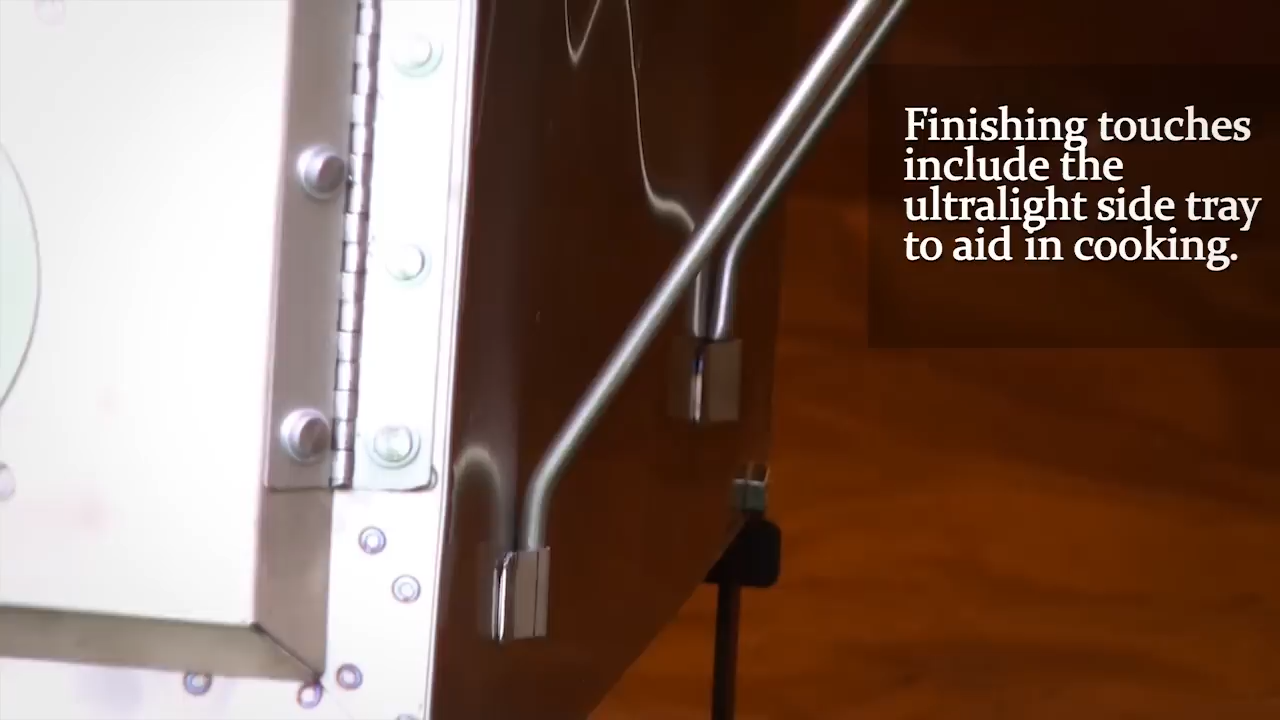 Finishing touches
include the
ultralight side tray
to aid in cooking.